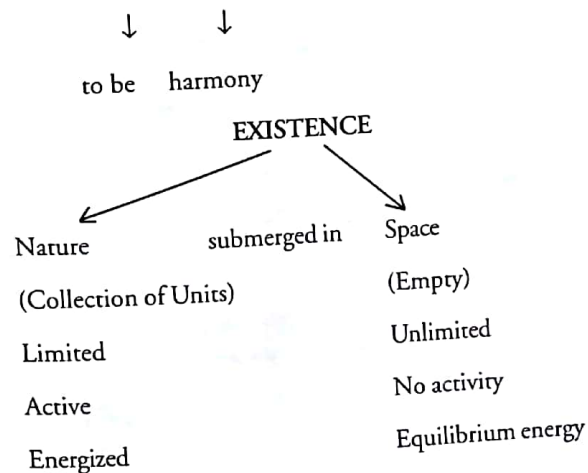 to be harmony
EXISTENCE
Nature submerged in Space
(Collection of Units) (Empty)
Limited Unlimited
Active No activity
Energized Equilibrium energy